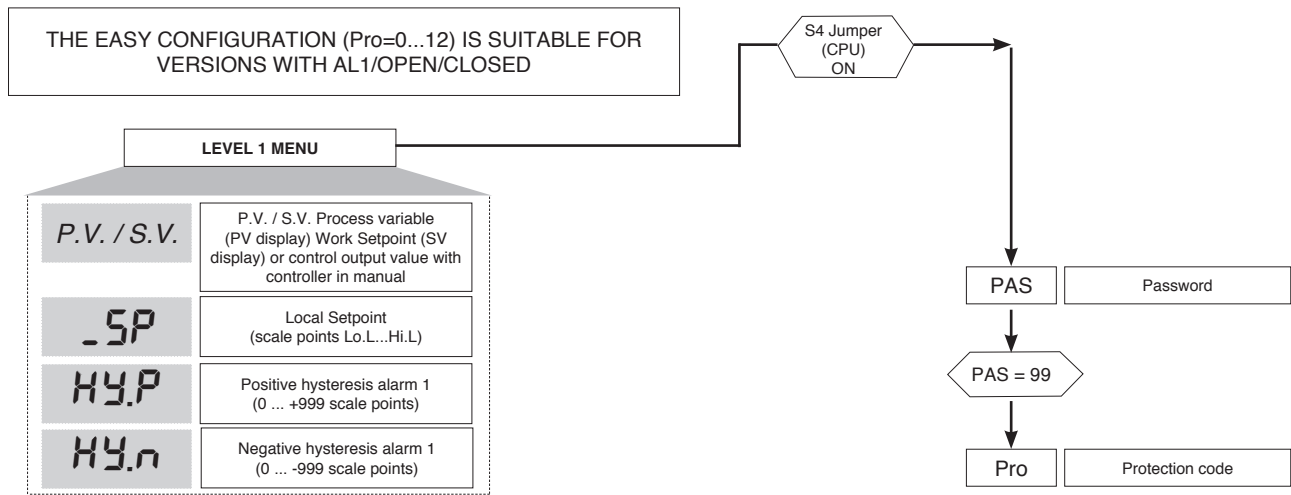 THE EASY CONFIGURATION (Pro=0...12) IS SUITABLE FOR
VERSIONS WITH AL1/OPEN/CLOSED
S4 Jumper
(CPU)
ON
LEVEL 1 MENU
P.V. / S.V.
P.V. / S.V. Process variable
(PV display) Work Setpoint (SV
display) or control output value with
controller in manual
_SP
Local Setpoint
(scale points Lo.L...Hi.L)
HY.P
Positive hysteresis alarm 1
(0 ... +999 scale points)
HY.n
Negative hysteresis alarm 1
(0 ... -999 scale points)
PAS
Password
PAS = 99
Pro
Protection code